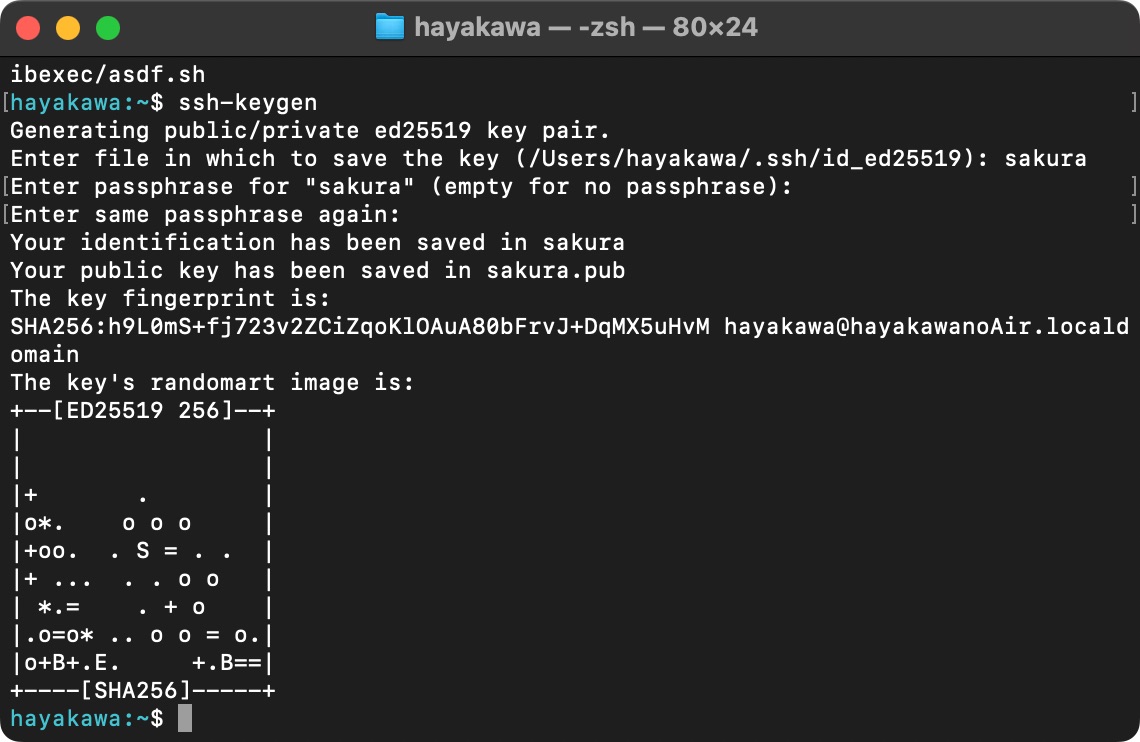 hayakawa — -zsh — 80×24
ibexec/asdf.sh
[hayakawa:~$ ssh-keygen ]
Generating public/private ed25519 key pair.
Enter file in which to save the key (/Users/hayakawa/.ssh/id_ed25519): sakura
[Enter passphrase for "sakura" (empty for no passphrase): ]
[Enter same passphrase again: ]
Your identification has been saved in sakura
Your public key has been saved in sakura.pub
The key fingerprint is:
SHA256:h9L0mS+fj723v2ZCiZqoKlOAuA80bFrvJ+DqMX5uHvM hayakawa@hayakawanoAir.locald
omain
The key's randomart image is:
+--[ED25519 256]--+
|                 |
|                 |
|+       .        |
|o*.    o o o     |
|+oo.  . S = . .  |
|+ ...  . . o o   |
| *.=    . + o    |
|.o=o* .. o o = o.|
|o+B+.E.     +.B==|
+----[SHA256]-----+
hayakawa:~$